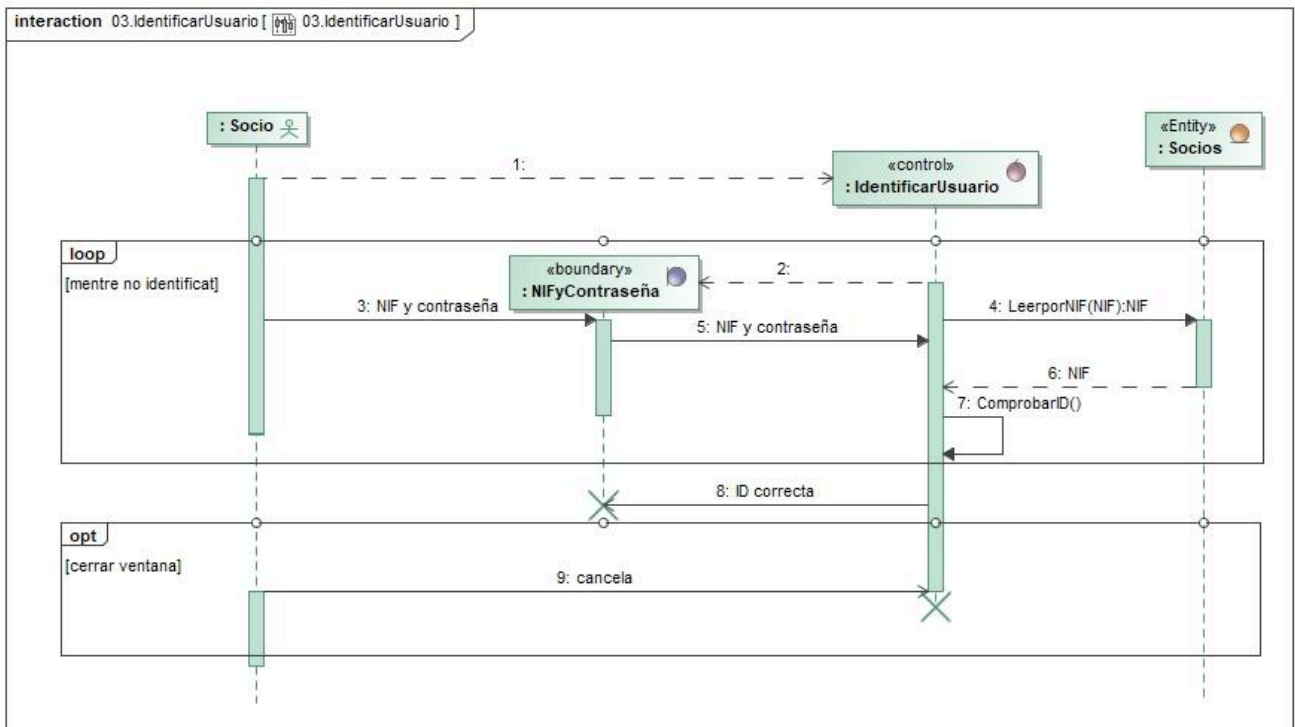 interaction 03.IdentificarUsuario [ 03.IdentificarUsuario ]
: Socio
«Entity»
: Socios
1:
«control»
: IdentificarUsuario
loop
[mentre no identificat]
«boundary»
: NIFyContraseña
2:
3: NIF y contraseña
4: LeerporNIF(NIF):NIF
5: NIF y contraseña
6: NIF
7: ComprobarID()
8: ID correcta
opt
[cerrar ventana]
9: cancela